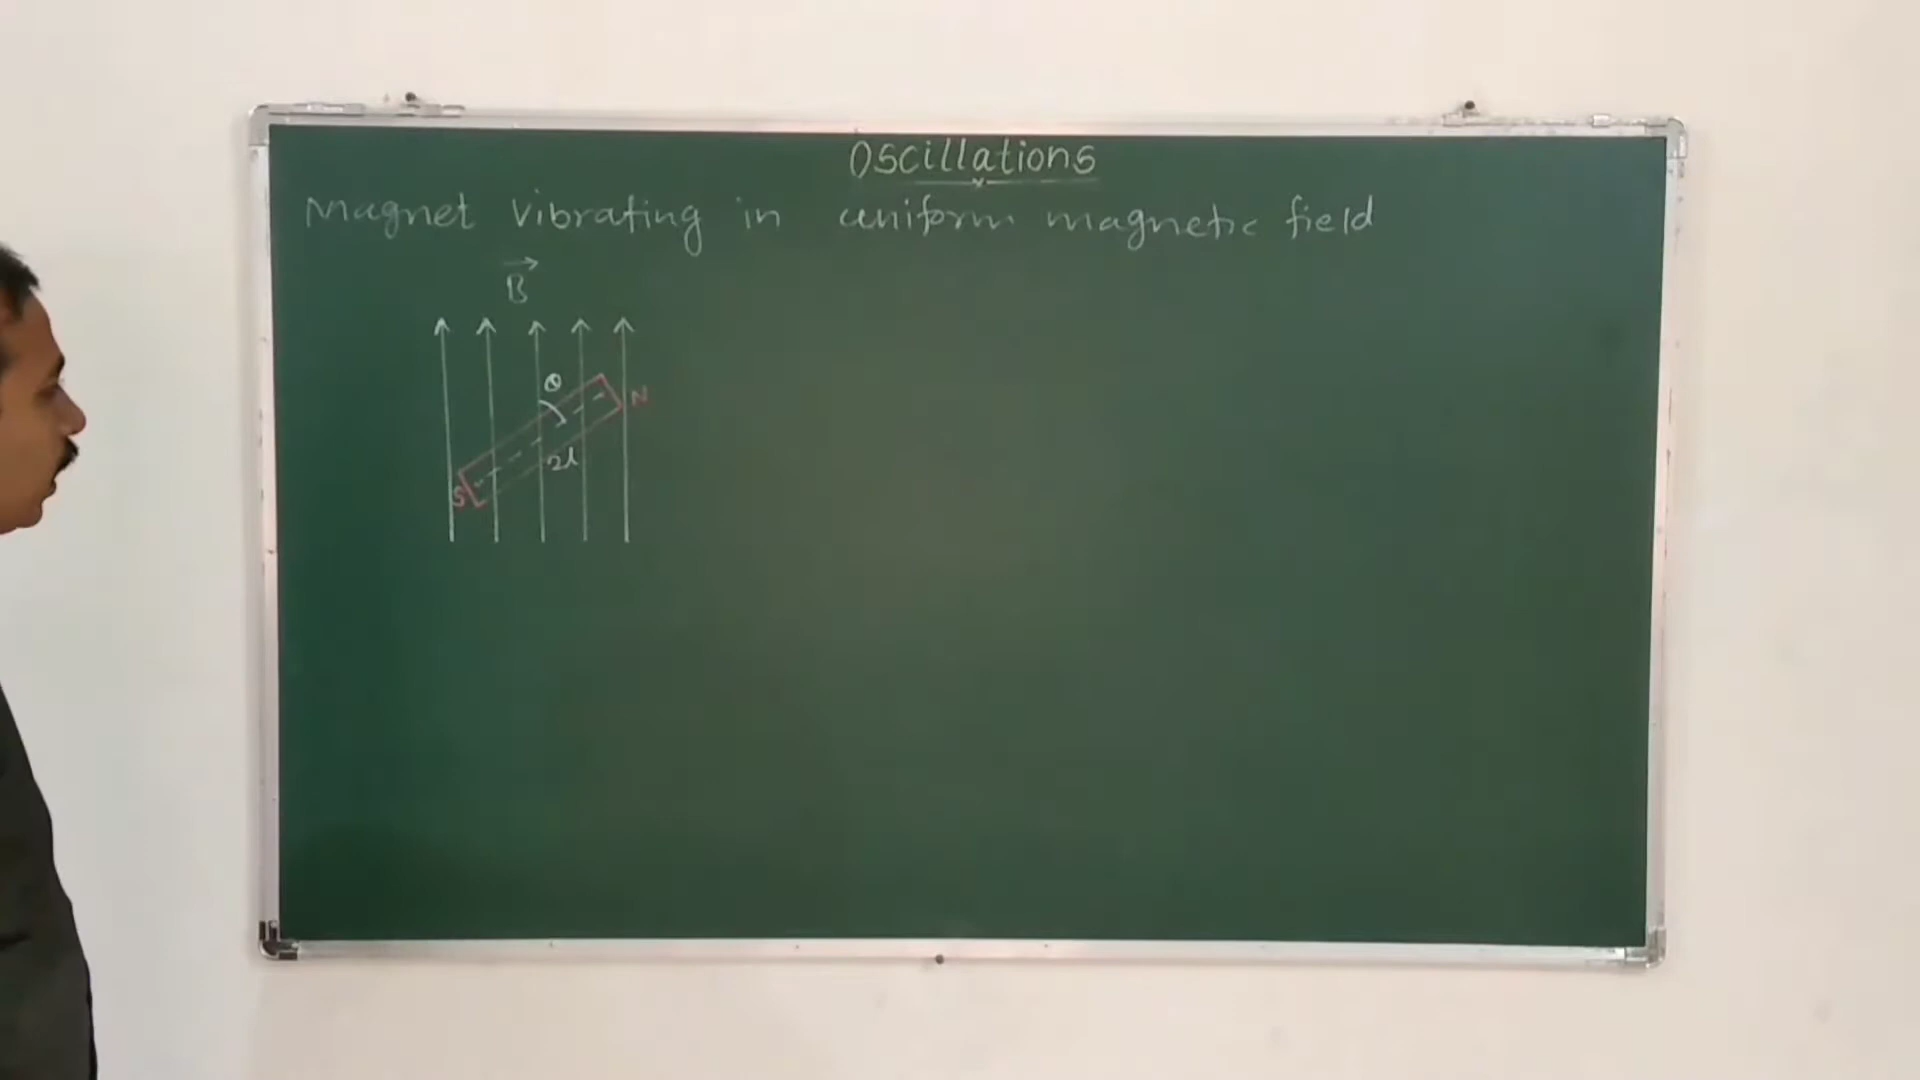 Oscillations
Magnet vibrating in uniform magnetic field
B
θ
N
2l
S